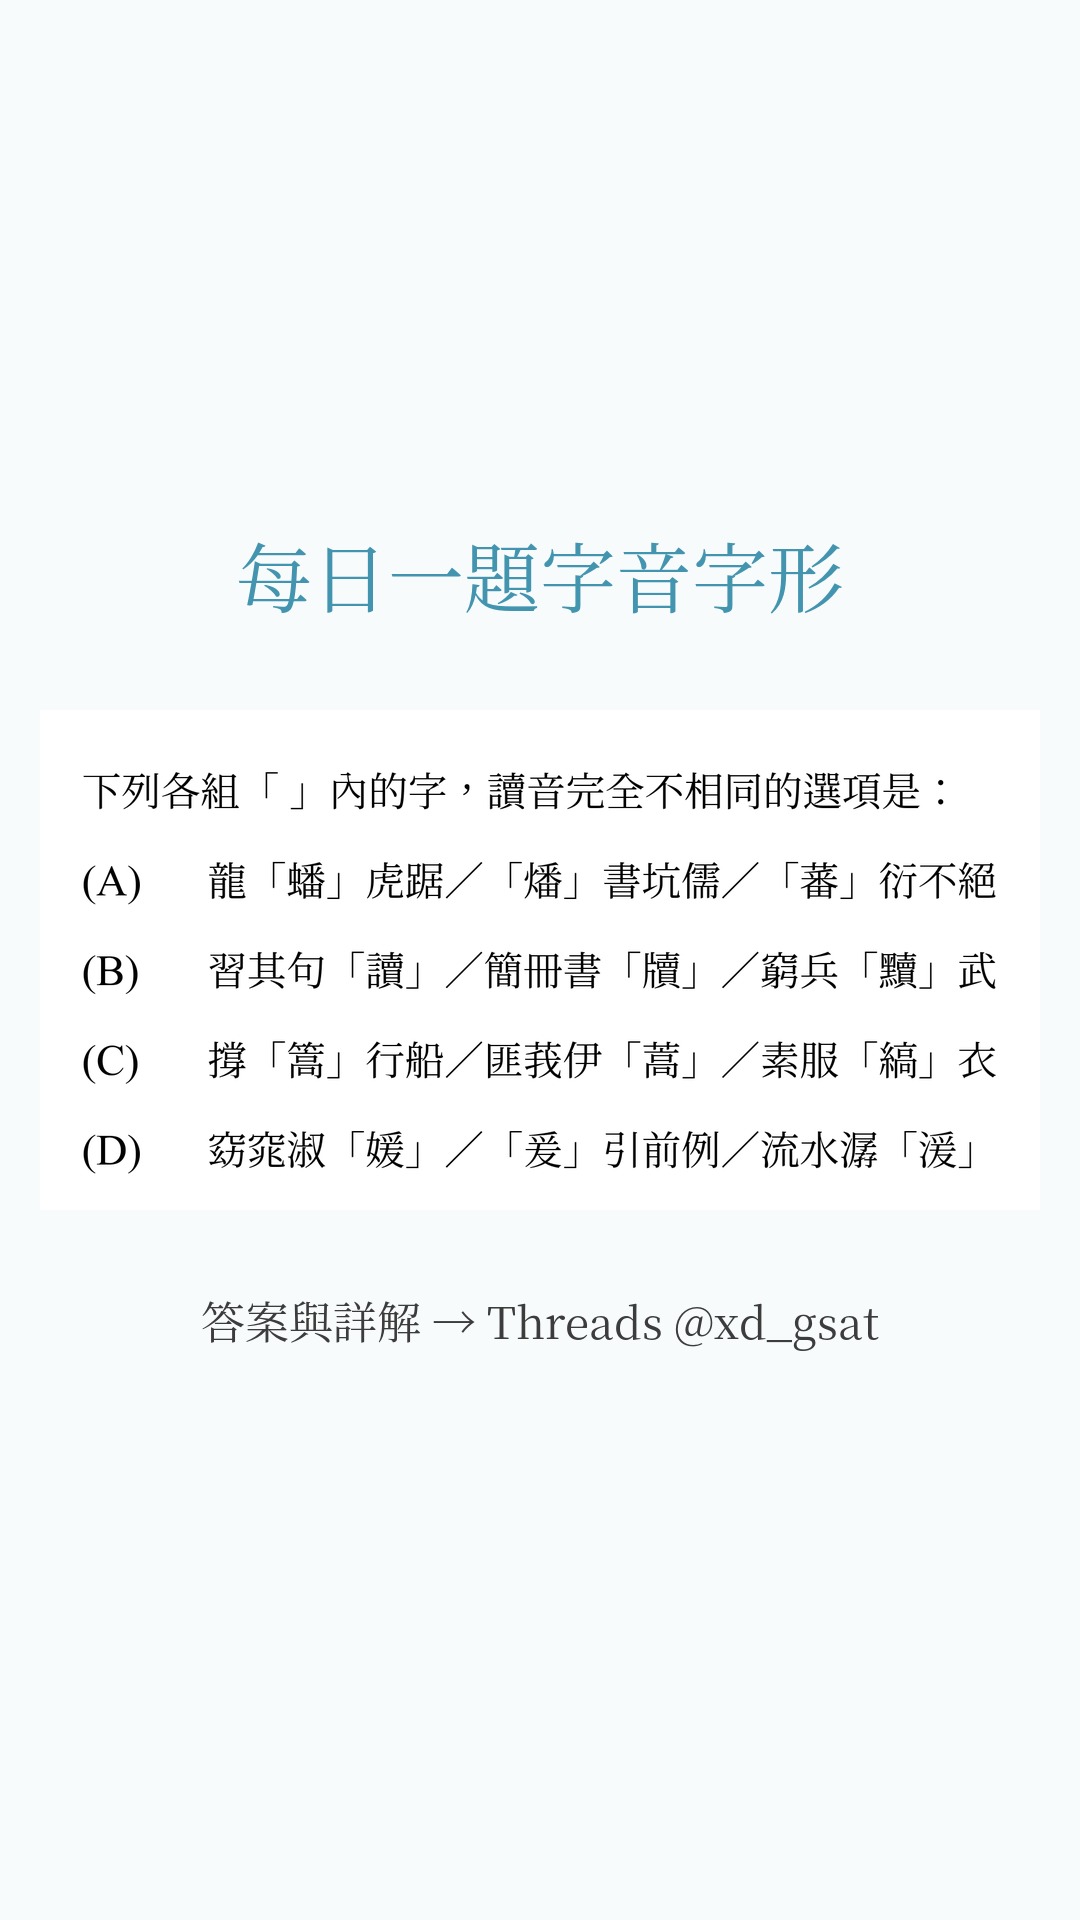 每日一題字音字形
下列各組「 」內的字，讀音完全不相同的選項是：
(A) 龍「蟠」虎踞／「燔」書坑儒／「蕃」衍不絕
(B) 習其句「讀」／簡冊書「牘」／窮兵「黷」武
(C) 撐「篙」行船／匪莪伊「蒿」／素服「縞」衣
(D) 窈窕淑「媛」／「爰」引前例／流水潺「湲」
答案與詳解 → Threads @xd_gsat